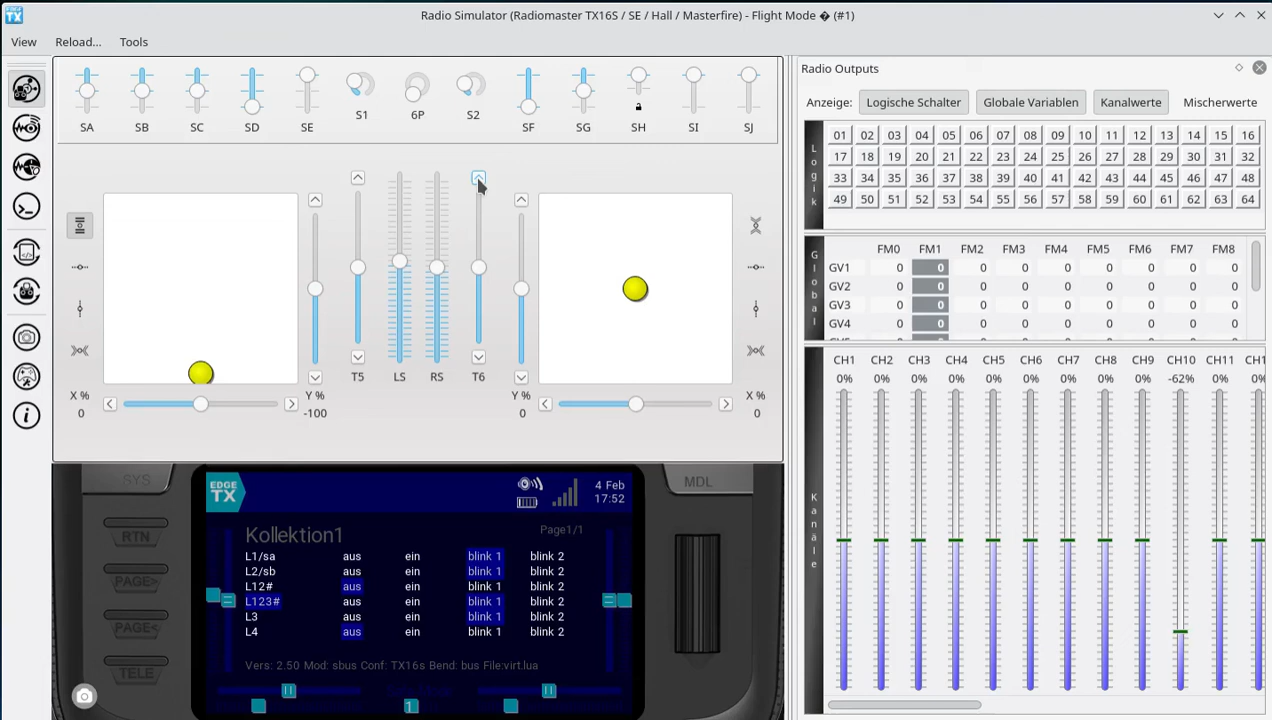 Radio Simulator (Radiomaster TX16S / SE / Hall / Masterfire) - Flight Mode � (#1)
View Reload... Tools
SA SB SC SD SE S1 6P S2 SF SG SH SI SJ
T5 LS RS T6
X % 0
Y % -100
Y % 0
X % 0
SYS
RTN
PAGE>
PAGE<
TELE
MDL
EDGE TX
4 Feb
17:52
Kollektion1 Page1/1
L1/sa aus ein blink 1 blink 2
L2/sb aus ein blink 1 blink 2
L12# aus ein blink 1 blink 2
L123# aus ein blink 1 blink 2
L3 aus ein blink 1 blink 2
L4 aus ein blink 1 blink 2
Vers: 2.50 Mod: sbus Conf: TX16s Bend: bus File:virt.lua
1
Radio Outputs
Anzeige: Logische Schalter Globale Variablen Kanalwerte Mischerwerte
Logik
01 02 03 04 05 06 07 08 09 10 11 12 13 14 15 16
17 18 19 20 21 22 23 24 25 26 27 28 29 30 31 32
33 34 35 36 37 38 39 40 41 42 43 44 45 46 47 48
49 50 51 52 53 54 55 56 57 58 59 60 61 62 63 64
Global
FM0 FM1 FM2 FM3 FM4 FM5 FM6 FM7 FM8
GV1 0 0 0 0 0 0 0 0 0
GV2 0 0 0 0 0 0 0 0 0
GV3 0 0 0 0 0 0 0 0 0
GV4 0 0 0 0 0 0 0 0 0
Kanäle
CH1 CH2 CH3 CH4 CH5 CH6 CH7 CH8 CH9 CH10 CH11 CH1
0% 0% 0% 0% 0% 0% 0% 0% 0% -62% 0% 0%